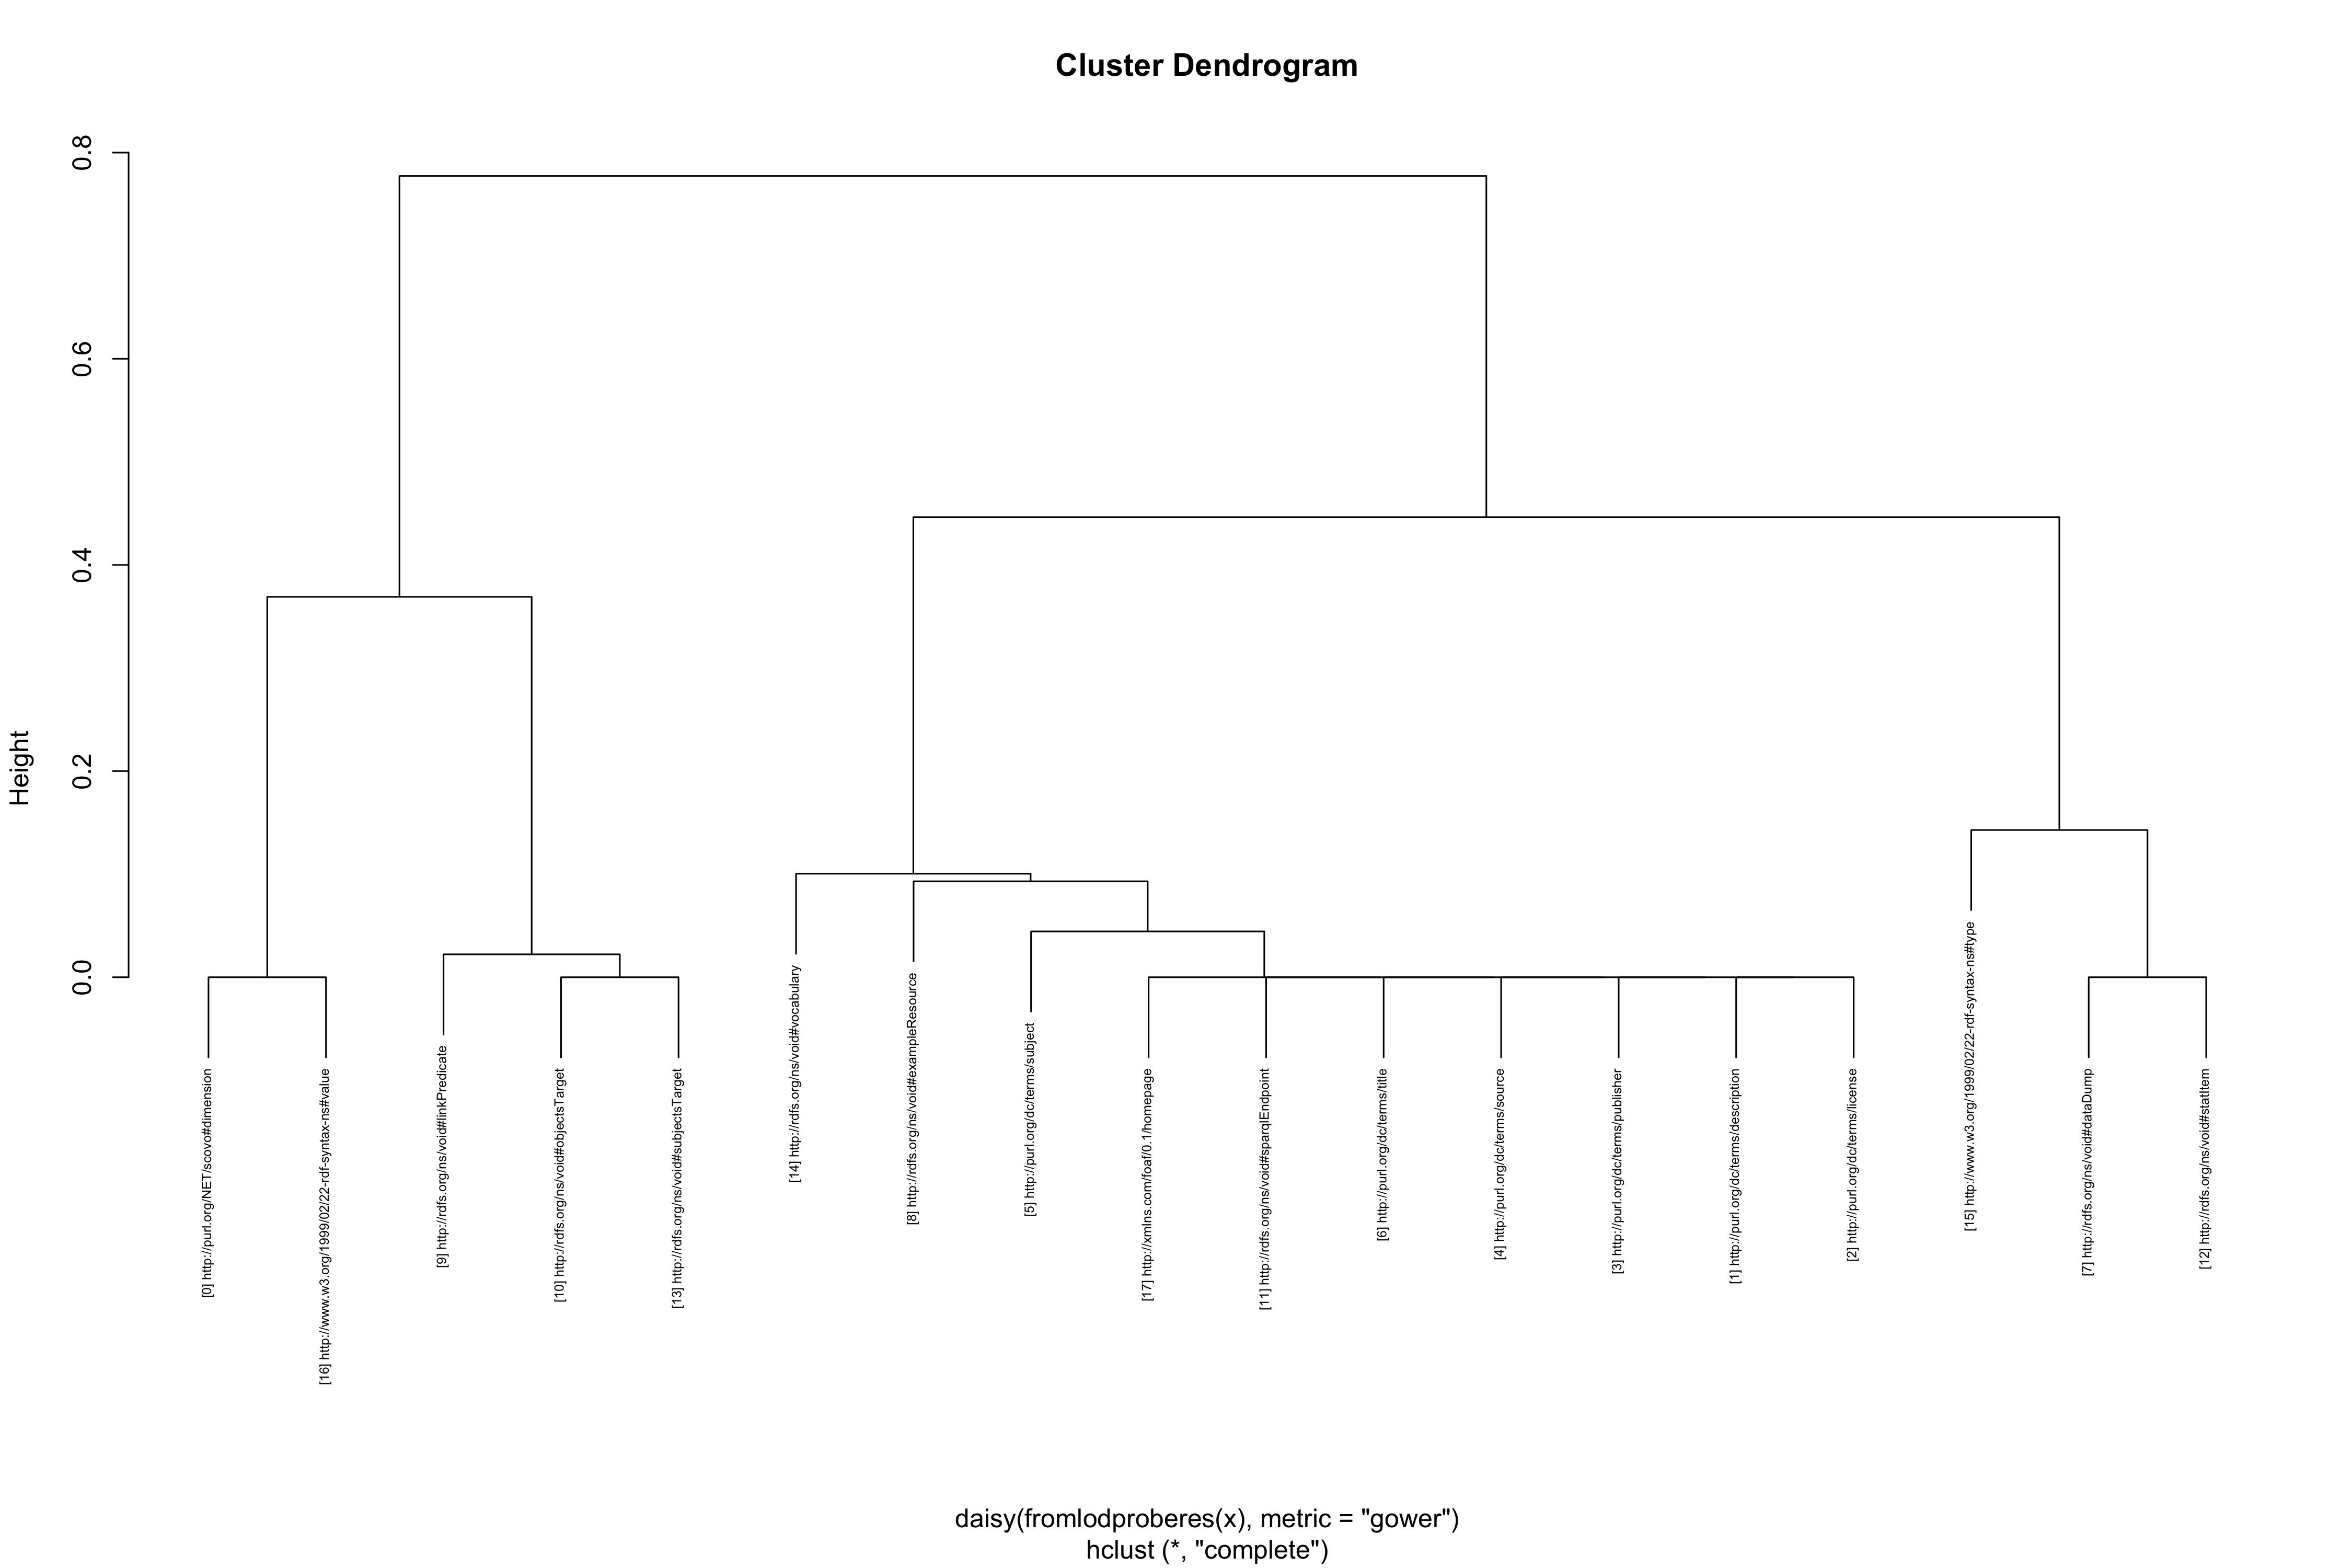 Cluster Dendrogram
Height
0.8
0.6
0.4
0.2
0.0
[0] http://purl.org/NET/scovo#dimension
[16] http://www.w3.org/1999/02/22-rdf-syntax-ns#value
[9] http://rdfs.org/ns/void#linkPredicate
[10] http://rdfs.org/ns/void#objectsTarget
[13] http://rdfs.org/ns/void#subjectsTarget
[14] http://rdfs.org/ns/void#vocabulary
[8] http://rdfs.org/ns/void#exampleResource
[5] http://purl.org/dc/terms/subject
[17] http://xmlns.com/foaf/0.1/homepage
[11] http://rdfs.org/ns/void#sparqlEndpoint
[6] http://purl.org/dc/terms/title
[4] http://purl.org/dc/terms/source
[3] http://purl.org/dc/terms/publisher
[1] http://purl.org/dc/terms/description
[2] http://purl.org/dc/terms/license
[15] http://www.w3.org/1999/02/22-rdf-syntax-ns#type
[7] http://rdfs.org/ns/void#dataDump
[12] http://rdfs.org/ns/void#statItem
daisy(fromlodproberes(x), metric = "gower")
hclust (*, "complete")